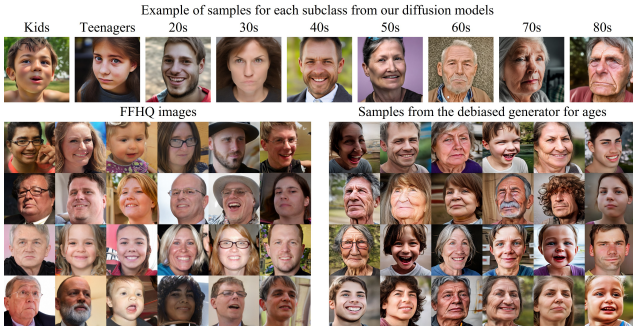 Example of samples for each subclass from our diffusion models
Kids Teenagers 20s 30s 40s 50s 60s 70s 80s
FFHQ images Samples from the debiased generator for ages